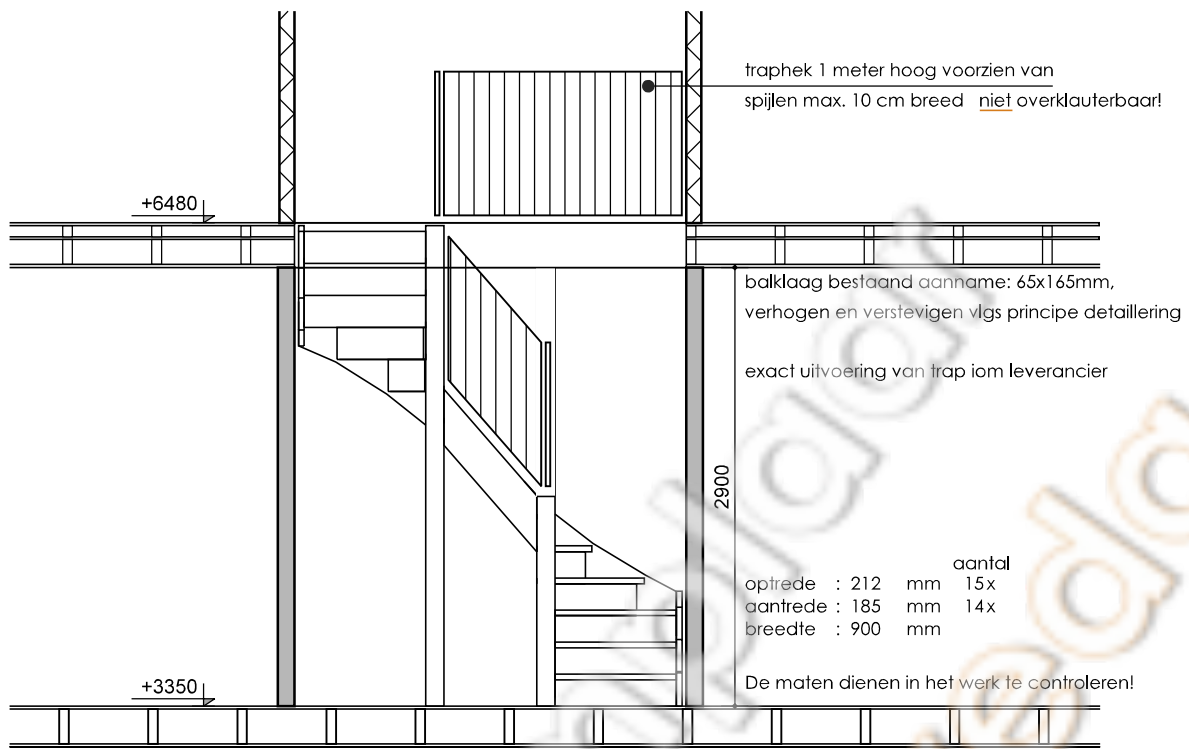 traphek 1 meter hoog voorzien van
spijlen max. 10 cm breed niet overklauterbaar!
+6480
balklaag bestaand aanname: 65x165mm,
verhogen en verstevigen vlgs principe detaillering
exact uitvoering van trap iom leverancier
2900
aantal
optrede : 212 mm 15x
aantrede : 185 mm 14x
breedte : 900 mm
+3350
De maten dienen in het werk te controleren!